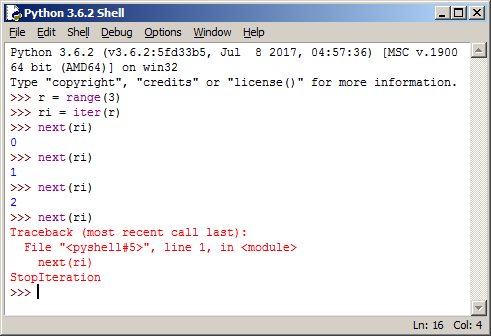 Python 3.6.2 Shell
File Edit Shell Debug Options Window Help
Python 3.6.2 (v3.6.2:5fd33b5, Jul  8 2017, 04:57:36) [MSC v.1900
64 bit (AMD64)] on win32
Type "copyright", "credits" or "license()" for more information.
>>> r = range(3)
>>> ri = iter(r)
>>> next(ri)
0
>>> next(ri)
1
>>> next(ri)
2
>>> next(ri)
Traceback (most recent call last):
  File "<pyshell#5>", line 1, in <module>
    next(ri)
StopIteration
>>>
Ln: 16 Col: 4